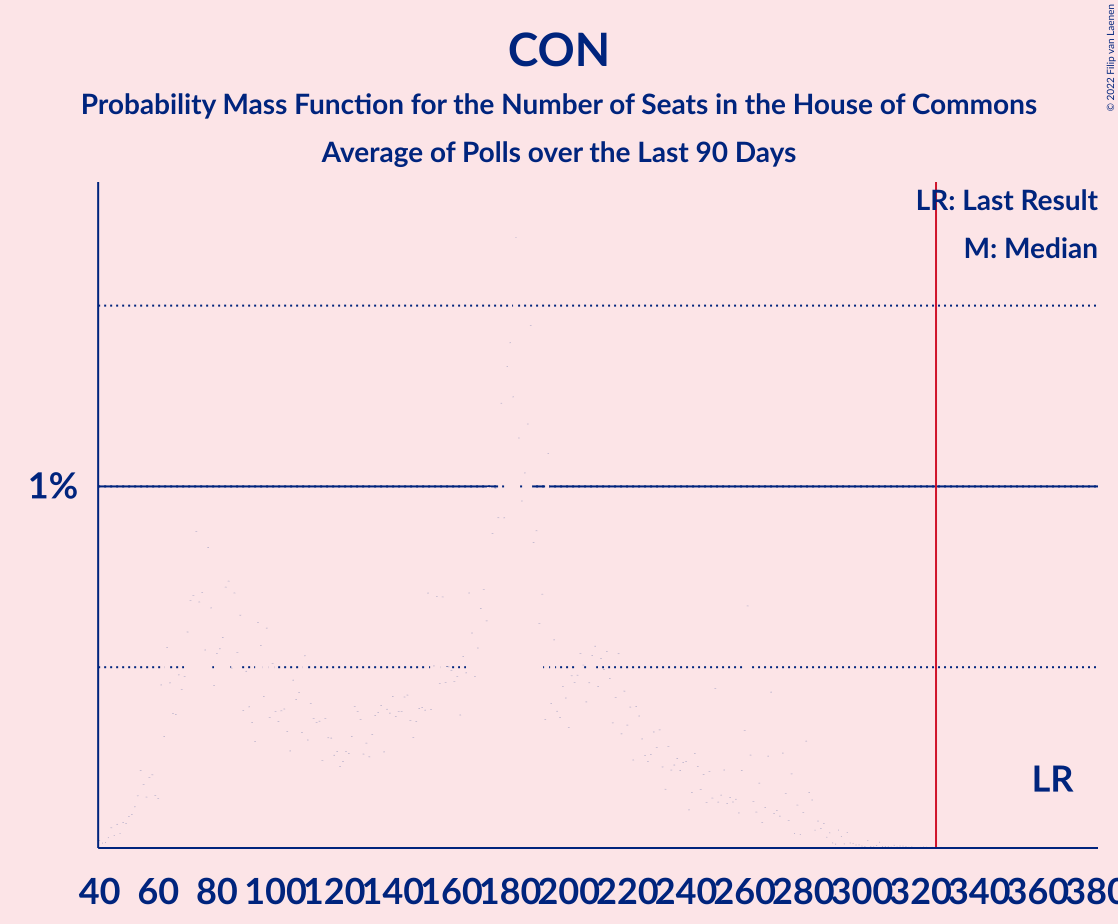 CON
Probability Mass Function for the Number of Seats in the House of Commons
Average of Polls over the Last 90 Days
© 2022 Filip van Laenen
LR: Last Result
M: Median
1%
LR
40 60 80 100 120 140 160 180 200 220 240 260 280 300 320 340 360 380